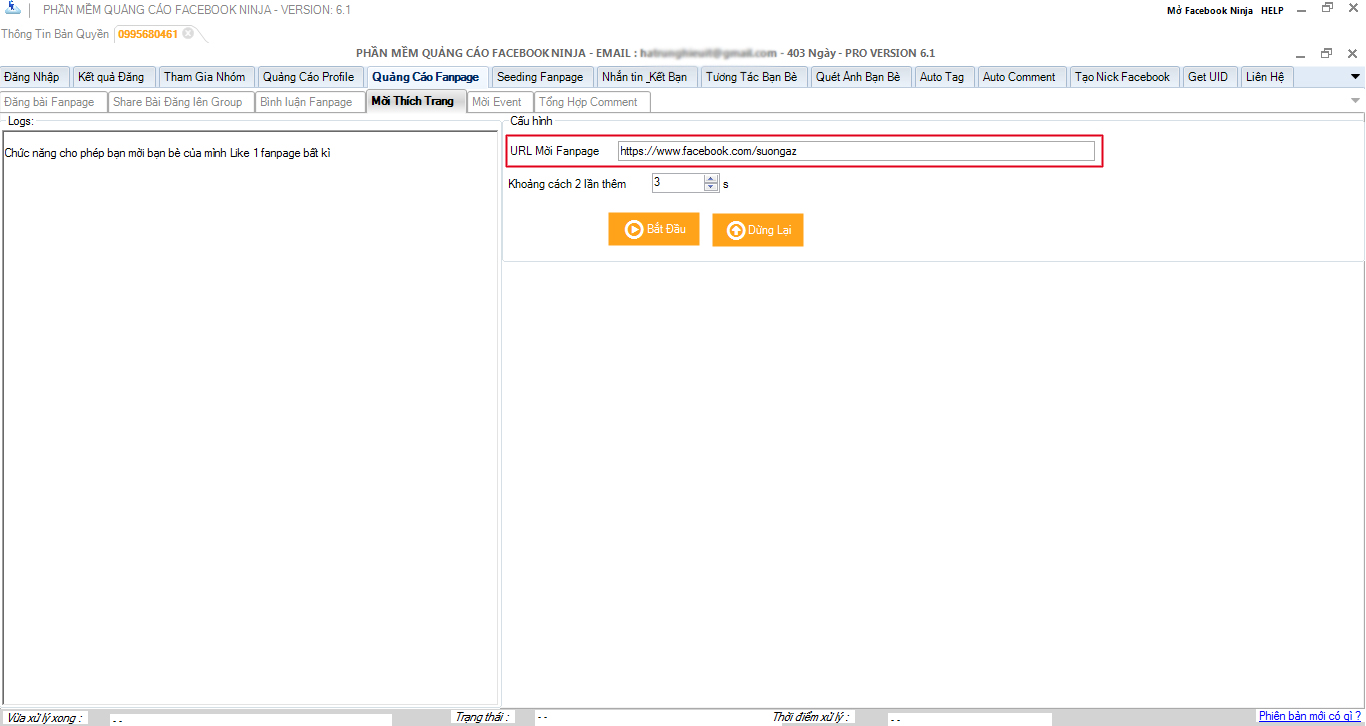 PHẦN MỀM QUẢNG CÁO FACEBOOK NINJA - VERSION: 6.1
Mở Facebook Ninja HELP
Thông Tin Bản Quyền 0995680461
PHẦN MỀM QUẢNG CÁO FACEBOOK NINJA - EMAIL : - 403 Ngày - PRO VERSION 6.1
Đăng Nhập Kết quả Đăng Tham Gia Nhóm Quảng Cáo Profile Quảng Cáo Fanpage Seeding Fanpage Nhắn tin _Kết Bạn Tương Tác Bạn Bè Quét Ảnh Bạn Bè Auto Tag Auto Comment Tạo Nick Facebook Get UID Liên Hệ
Đăng bài Fanpage Share Bài Đăng lên Group Bình luận Fanpage Mời Thích Trang Mời Event Tổng Hợp Comment
Logs:
Chức năng cho phép bạn mời bạn bè của mình Like 1 fanpage bất kì
Cấu hình
URL Mời Fanpage https://www.facebook.com/suongaz
Khoảng cách 2 lần thêm 3 s
Bắt Đầu Dừng Lại
Vừa xử lý xong : -- Trạng thái : -- Thời điểm xử lý : -- Phiên bản mới có gì ?